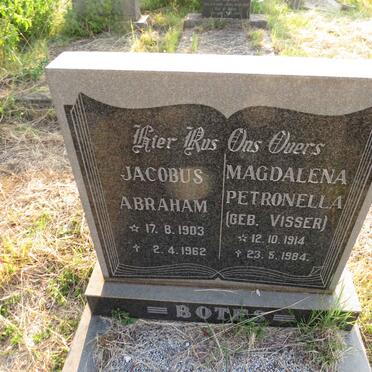 Hier Rus Ons Ouers
JACOBUS
ABRAHAM
☆ 17.8.1903
✝ 2.4.1962
MAGDALENA
PETRONELLA
(GEB. VISSER)
☆ 12.10.1914.
✝ 23.5.1984.
BOTES